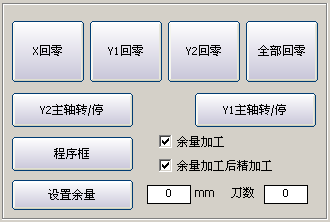 X回零 Y1回零 Y2回零 全部回零
Y2主轴转/停 Y1主轴转/停
程序框 余量加工
余量加工后精加工
设置余量 0 mm 刀数 0